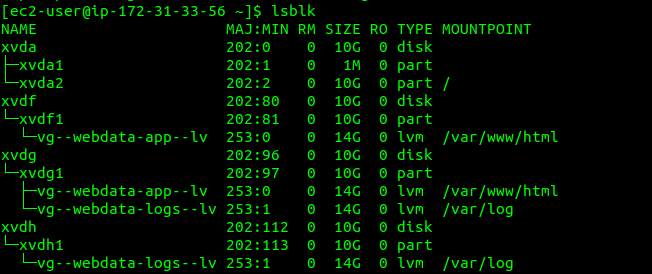 [ec2-user@ip-172-31-33-56 ~]$ lsblk
NAME                      MAJ:MIN RM  SIZE RO TYPE MOUNTPOINT
xvda                      202:0    0   10G  0 disk
├─xvda1                   202:1    0    1M  0 part
└─xvda2                   202:2    0   10G  0 part /
xvdf                      202:80   0   10G  0 disk
└─xvdf1                   202:81   0   10G  0 part
  └─vg--webdata-app--lv   253:0    0   14G  0 lvm  /var/www/html
xvdg                      202:96   0   10G  0 disk
└─xvdg1                   202:97   0   10G  0 part
  ├─vg--webdata-app--lv   253:0    0   14G  0 lvm  /var/www/html
  └─vg--webdata-logs--lv  253:1    0   14G  0 lvm  /var/log
xvdh                      202:112  0   10G  0 disk
└─xvdh1                   202:113  0   10G  0 part
  └─vg--webdata-logs--lv  253:1    0   14G  0 lvm  /var/log